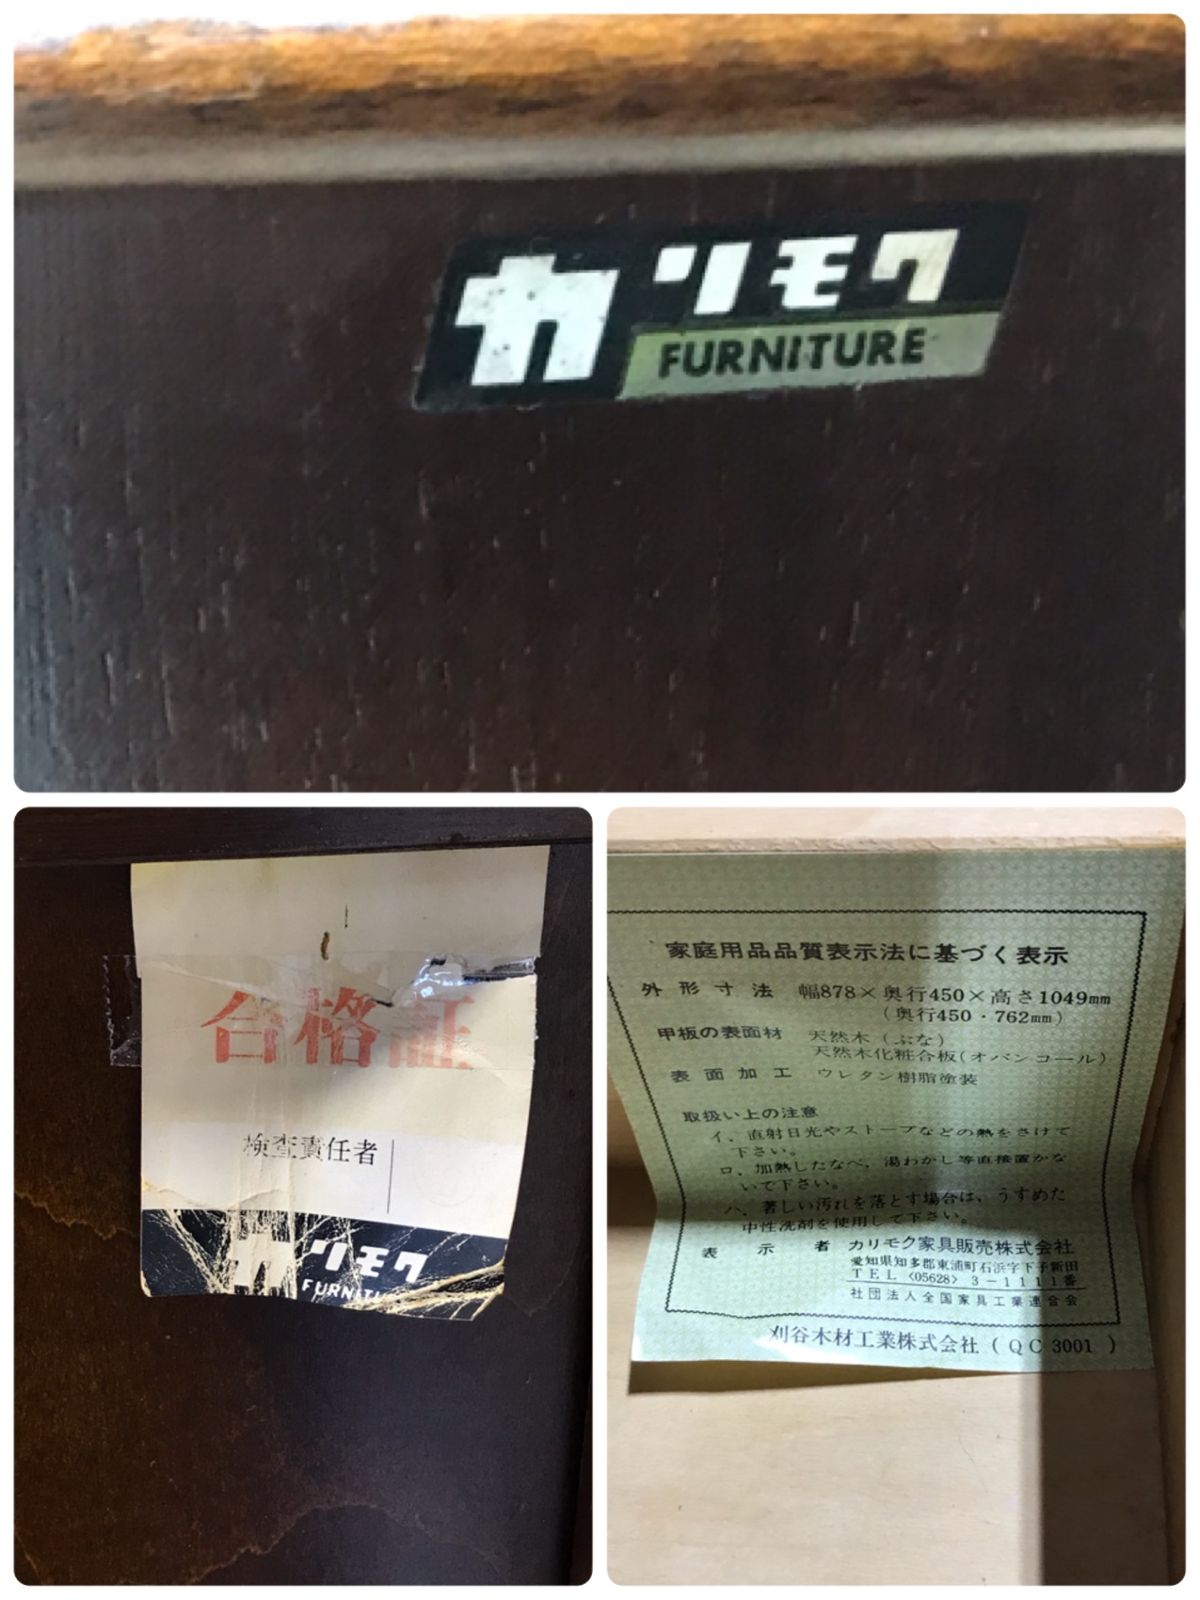 カリモク
FURNITURE
合格証
検査責任者
カリモク
FURNITU
家庭用品品質表示法に基づく表示
外形寸法 幅878×奥行450×高さ1049mm
(奥行450・762mm)
甲板の表面材 天然木(ぶな)
天然木化粧合板(オバンコール)
表面加工 ウレタン樹脂塗装
取扱い上の注意
イ、直射日光やストーブなどの熱をさけて
下さい。
ロ、加熱したなべ、湯わかし等直接置かな
いで下さい。
ハ、著しい汚れを落とす場合は、うすめた
中性洗剤を使用して下さい。
表示者 カリモク家具販売株式会社
愛知県知多郡東浦町石浜字下子新田
TEL〈05628〉3-1111番
社団法人全国家具工業連合会
刈谷木材工業株式会社(QC3001)